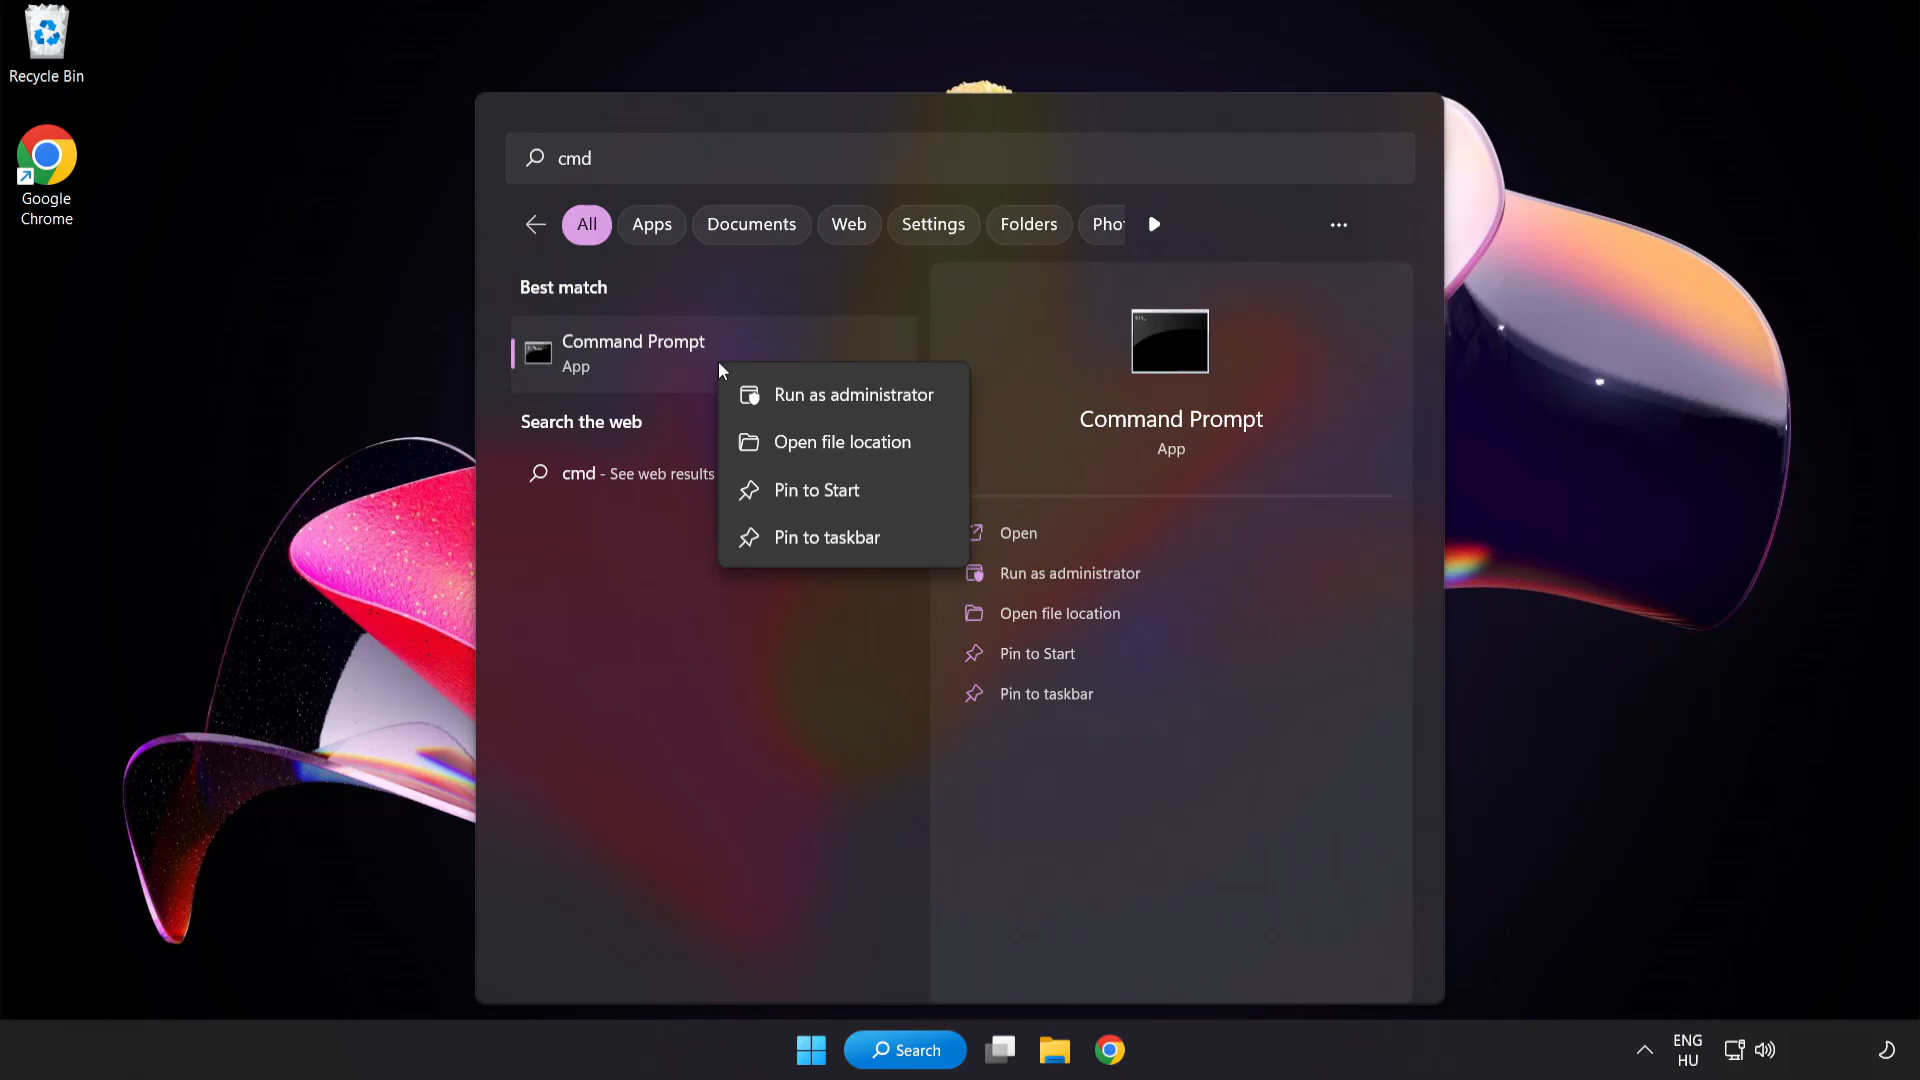 Recycle Bin
Google
Chrome
cmd
All
Apps
Documents
Web
Settings
Folders
Best match
Command Prompt
App
Search the web
cmd - See web results
Run as administrator
Open file location
Pin to Start
Pin to taskbar
Command Prompt
App
Open
Run as administrator
Open file location
Pin to Start
Pin to taskbar
Search
ENG
HU